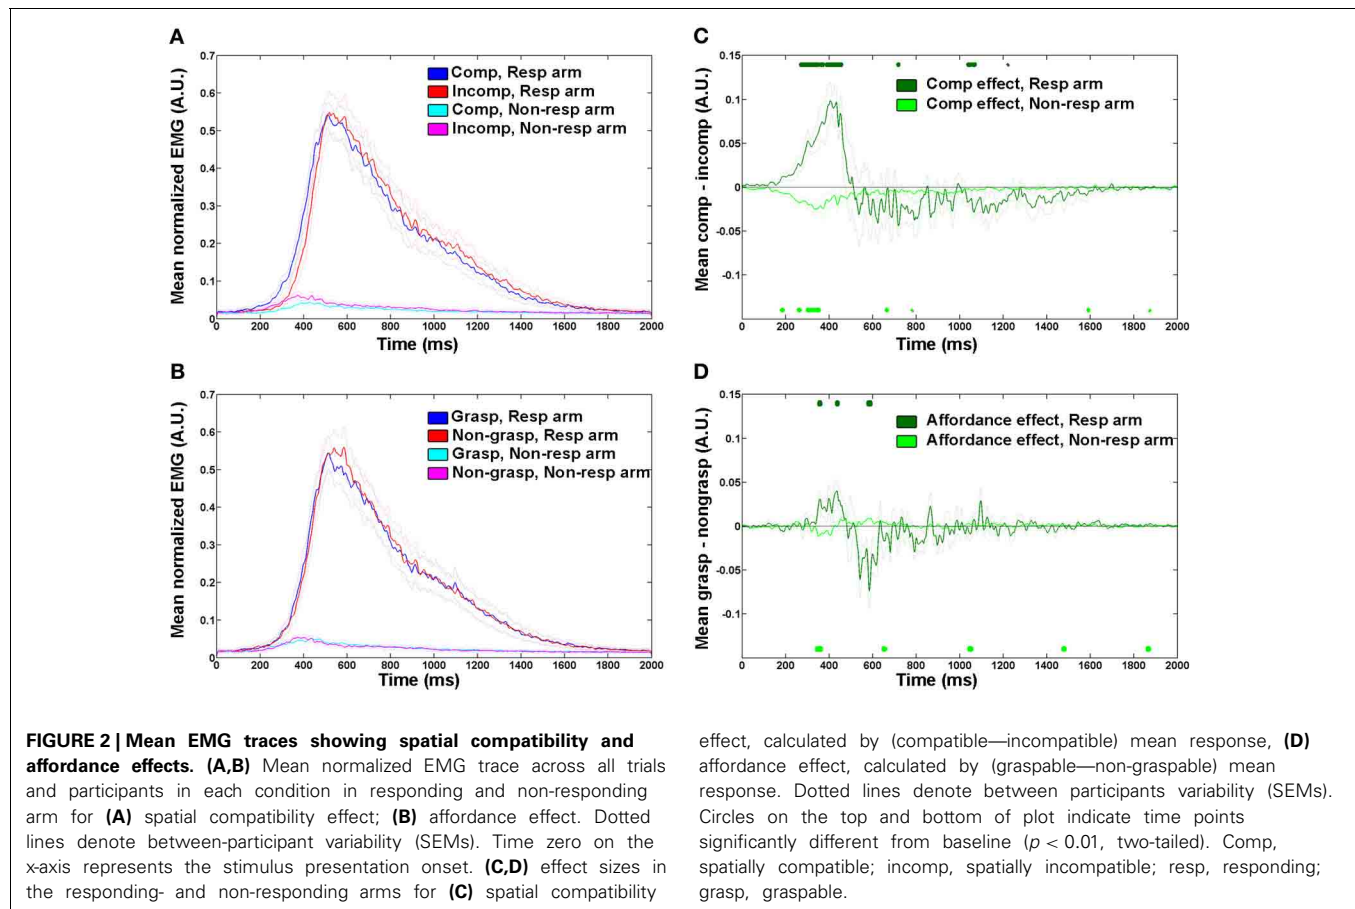 A
Mean normalized EMG (A.U.)
0.7
0.6
0.5
0.4
0.3
0.2
0.1
0
Comp, Resp arm
Incomp, Resp arm
Comp, Non-resp arm
Incomp, Non-resp arm
0 200 400 600 800 1000 1200 1400 1600 1800 2000
Time (ms)
B
Mean normalized EMG (A.U.)
0.7
0.6
0.5
0.4
0.3
0.2
0.1
0
Grasp, Resp arm
Non-grasp, Resp arm
Grasp, Non-resp arm
Non-grasp, Non-resp arm
0 200 400 600 800 1000 1200 1400 1600 1800 2000
Time (ms)
C
Mean comp - incomp (A.U.)
0.15
0.1
0.05
0
-0.05
-0.1
Comp effect, Resp arm
Comp effect, Non-resp arm
0 200 400 600 800 1000 1200 1400 1600 1800 2000
Time (ms)
D
Mean grasp - nongrasp (A.U.)
0.15
0.1
0.05
0
-0.05
-0.1
Affordance effect, Resp arm
Affordance effect, Non-resp arm
0 200 400 600 800 1000 1200 1400 1600 1800 2000
Time (ms)
FIGURE 2 | Mean EMG traces showing spatial compatibility and
affordance effects. (A,B) Mean normalized EMG trace across all trials
and participants in each condition in responding and non-responding
arm for (A) spatial compatibility effect; (B) affordance effect. Dotted
lines denote between-participant variability (SEMs). Time zero on the
x-axis represents the stimulus presentation onset. (C,D) effect sizes in
the responding- and non-responding arms for (C) spatial compatibility
effect, calculated by (compatible—incompatible) mean response, (D)
affordance effect, calculated by (graspable—non-graspable) mean
response. Dotted lines denote between participants variability (SEMs).
Circles on the top and bottom of plot indicate time points
significantly different from baseline (p < 0.01, two-tailed). Comp,
spatially compatible; incomp, spatially incompatible; resp, responding;
grasp, graspable.